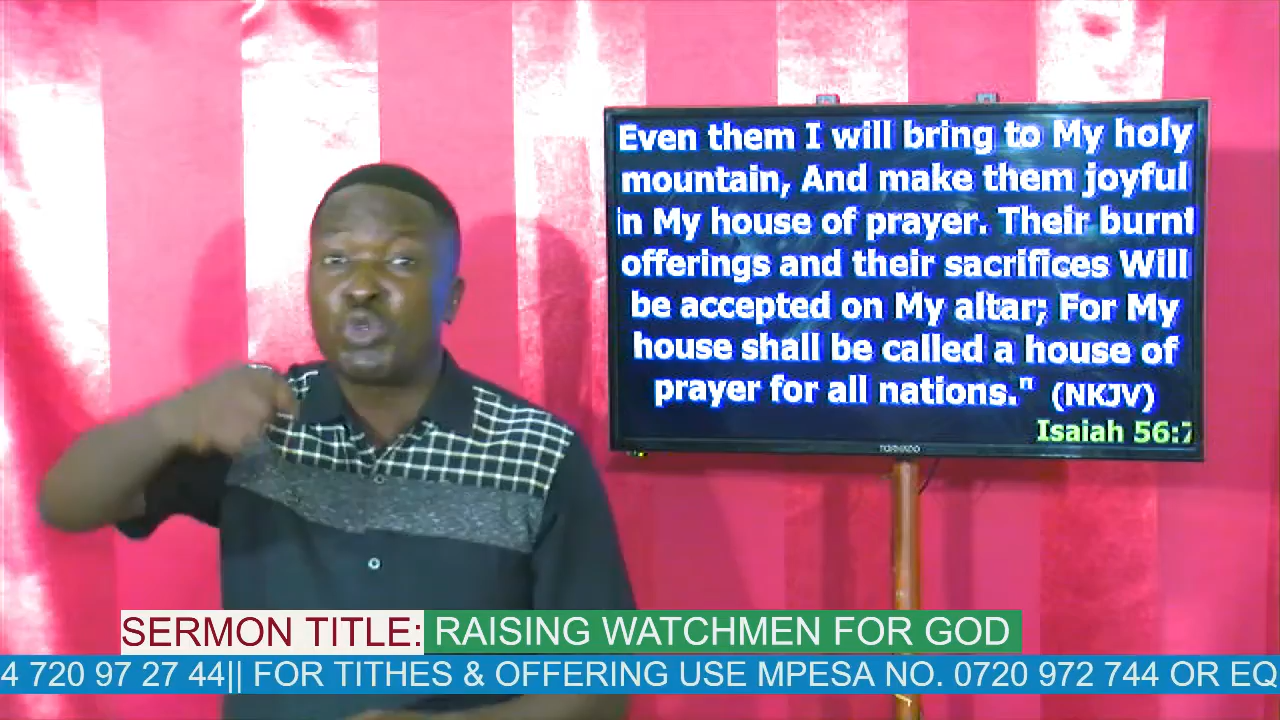 Even them I will bring to My holy
mountain, And make them joyful
in My house of prayer. Their burnt
offerings and their sacrifices Will
be accepted on My altar; For My
house shall be called a house of
prayer for all nations." (NKJV)
Isaiah 56:7
TORNADO
SERMON TITLE: RAISING WATCHMEN FOR GOD
4 720 97 27 44|| FOR TITHES & OFFERING USE MPESA NO. 0720 972 744 OR EQ